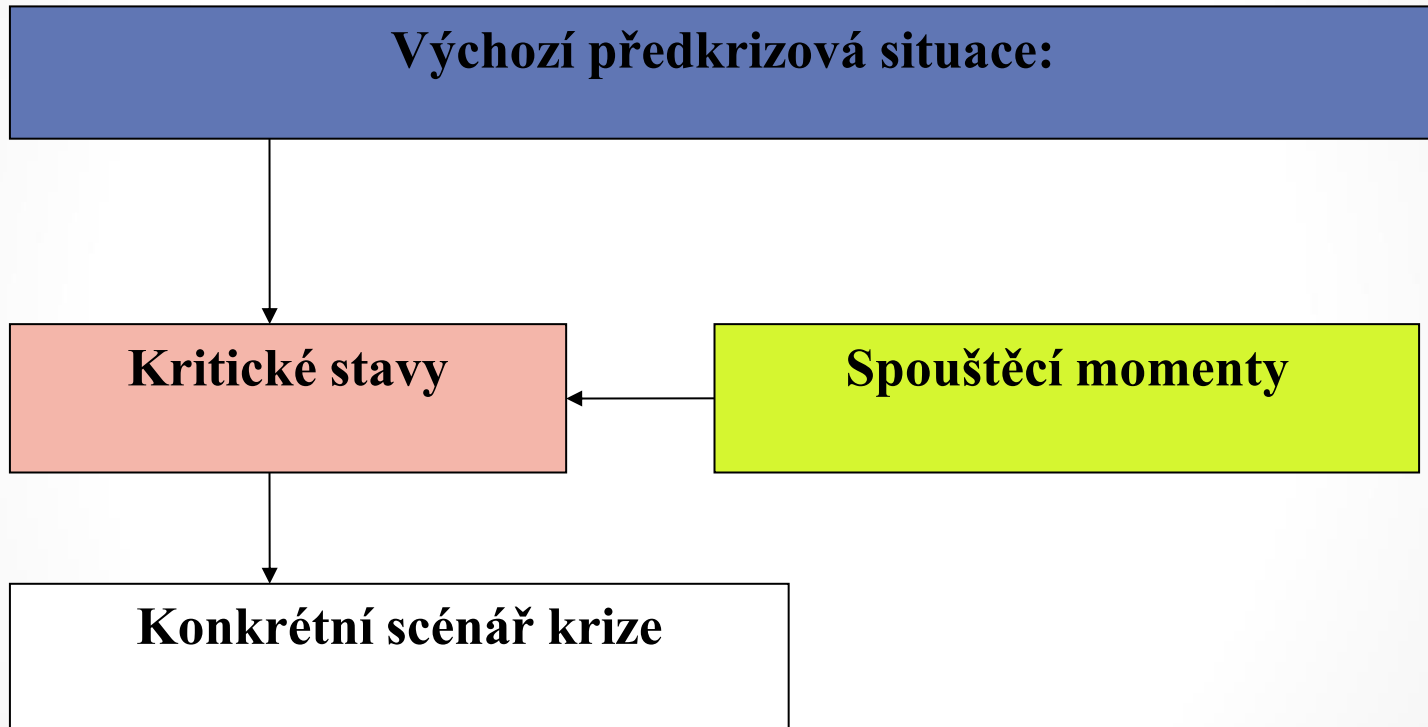 Výchozí předkrizová situace:
Kritické stavy
Spouštěcí momenty
Konkrétní scénář krize